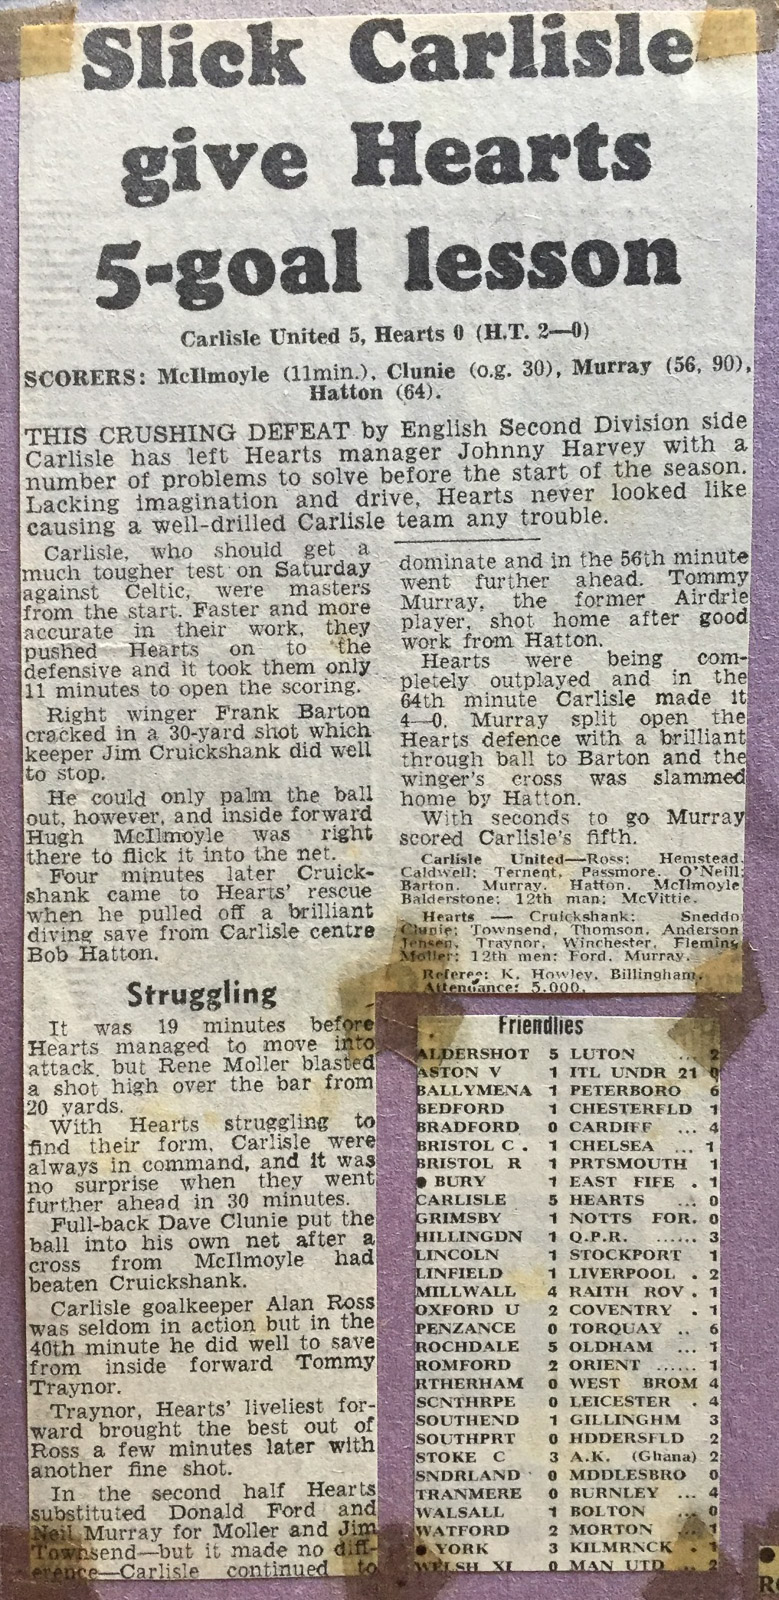 Slick Carlisle
give Hearts
5-goal lesson
Carlisle United 5, Hearts 0 (H.T. 2—0)
SCORERS: McIlmoyle (11min.), Clunie (o.g. 30), Murray (56, 90),
Hatton (64).
THIS CRUSHING DEFEAT by English Second Division side
Carlisle has left Hearts manager Johnny Harvey with a
number of problems to solve before the start of the season.
Lacking imagination and drive, Hearts never looked like
causing a well-drilled Carlisle team any trouble.
Carlisle, who should get a
much tougher test on Saturday
against Celtic, were masters
from the start. Faster and more
accurate in their work, they
pushed Hearts on to the
defensive and it took them only
11 minutes to open the scoring.
Right winger Frank Barton
cracked in a 30-yard shot which
keeper Jim Cruickshank did well
to stop.
He could only palm the ball
out, however, and inside forward
Hugh McIlmoyle was right
there to flick it into the net.
Four minutes later Cruick-
shank came to Hearts' rescue
when he pulled off a brilliant
diving save from Carlisle centre
Bob Hatton.
Struggling
It was 19 minutes before
Hearts managed to move into
attack, but Rene Moller blasted
a shot high over the bar from
20 yards.
With Hearts struggling to
find their form, Carlisle were
always in command, and it was
no surprise when they went
further ahead in 30 minutes.
Full-back Dave Clunie put the
ball into his own net after a
cross from McIlmoyle had
beaten Cruickshank.
Carlisle goalkeeper Alan Ross
was seldom in action but in the
40th minute he did well to save
from inside forward Tommy
Traynor.
Traynor, Hearts' liveliest for-
ward brought the best out of
Ross a few minutes later with
another fine shot.
In the second half Hearts
substituted Donald Ford and
Neil Murray for Moller and Jim
Townsend—but it made no diff-
erence—Carlisle continued to
dominate and in the 56th minute
went further ahead. Tommy
Murray, the former Airdrie
player, shot home after good
work from Hatton.
Hearts were being com-
pletely outplayed and in the
64th minute Carlisle made it
4—0. Murray split open the
Hearts defence with a brilliant
through ball to Barton and the
winger's cross was slammed
home by Hatton.
With seconds to go Murray
scored Carlisle's fifth.
Carlisle United—Ross; Hemstead,
Caldwell; Ternent, Passmore, O'Neill;
Barton, Murray, Hatton, McIlmoyle
Balderstone; 12th man; McVittie.
Hearts — Cruickshank; Sneddo
Clunie; Townsend, Thomson, Anderson
Jensen, Traynor, Winchester, Fleming
Moller; 12th men: Ford, Murray.
Referee: K. Howley, Billingham.
Attendance: 5,000.
Friendlies
ALDERSHOT 5 LUTON ... 2
ASTON V 1 ITL UNDR 21 0
BALLYMENA 1 PETERBORO 6
BEDFORD 1 CHESTERFLD 1
BRADFORD 0 CARDIFF ... 4
BRISTOL C . 1 CHELSEA ... 1
BRISTOL R 1 PRTSMOUTH 1
● BURY 1 EAST FIFE . 1
CARLISLE 5 HEARTS ... 0
GRIMSBY 1 NOTTS FOR. 0
HILLINGDN 1 Q.P.R. ...... 3
LINCOLN 1 STOCKPORT 1
LINFIELD 1 LIVERPOOL . 2
MILLWALL 4 RAITH ROV . 1
OXFORD U 2 COVENTRY . 1
PENZANCE 0 TORQUAY .. 6
ROCHDALE 5 OLDHAM ... 1
ROMFORD 2 ORIENT ...... 1
RTHERHAM 0 WEST BROM 4
SCNTHRPE 0 LEICESTER . 4
SOUTHEND 1 GILLINGHM 3
SOUTHPRT 0 HDDERSFLD 2
STOKE C 3 A.K. (Ghana) 2
SNDRLAND 0 MDDLESBRO 0
TRANMERE 0 BURNLEY ... 4
WALSALL 1 BOLTON ... 0
WATFORD 2 MORTON ... 1
● YORK 3 KILMRNCK . 1
WELSH XI 0 MAN UTD .. 2